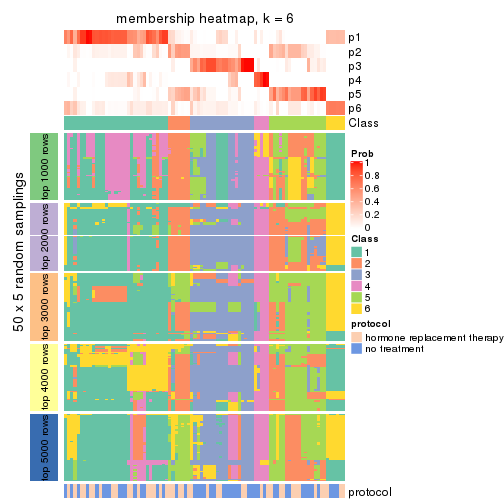 membership heatmap, k = 6
p1
p2
p3
p4
p5
p6
Class
50 x 5 random samplings
top 1000 rows
top 2000 rows
top 3000 rows
top 4000 rows
top 5000 rows
protocol
Prob
1
0.8
0.6
0.4
0.2
0
Class
1
2
3
4
5
6
protocol
hormone replacement therapy
no treatment